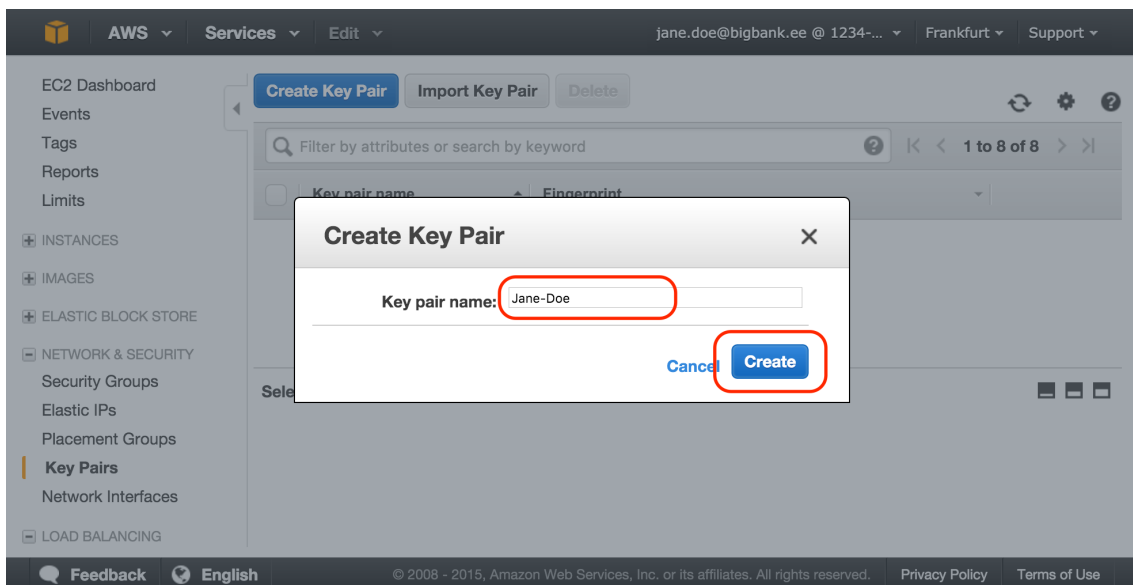 AWS Services Edit jane.doe@bigbank.ee @ 1234-... Frankfurt Support
EC2 Dashboard
Events
Tags
Reports
Limits
INSTANCES
IMAGES
ELASTIC BLOCK STORE
NETWORK & SECURITY
Security Groups
Elastic IPs
Placement Groups
Key Pairs
Network Interfaces
LOAD BALANCING
Create Key Pair Import Key Pair Delete
Filter by attributes or search by keyword 1 to 8 of 8
Key pair name Fingerprint
Create Key Pair
Key pair name: Jane-Doe
Cancel Create
Sele
Feedback English © 2008 - 2015, Amazon Web Services, Inc. or its affiliates. All rights reserved. Privacy Policy Terms of Use